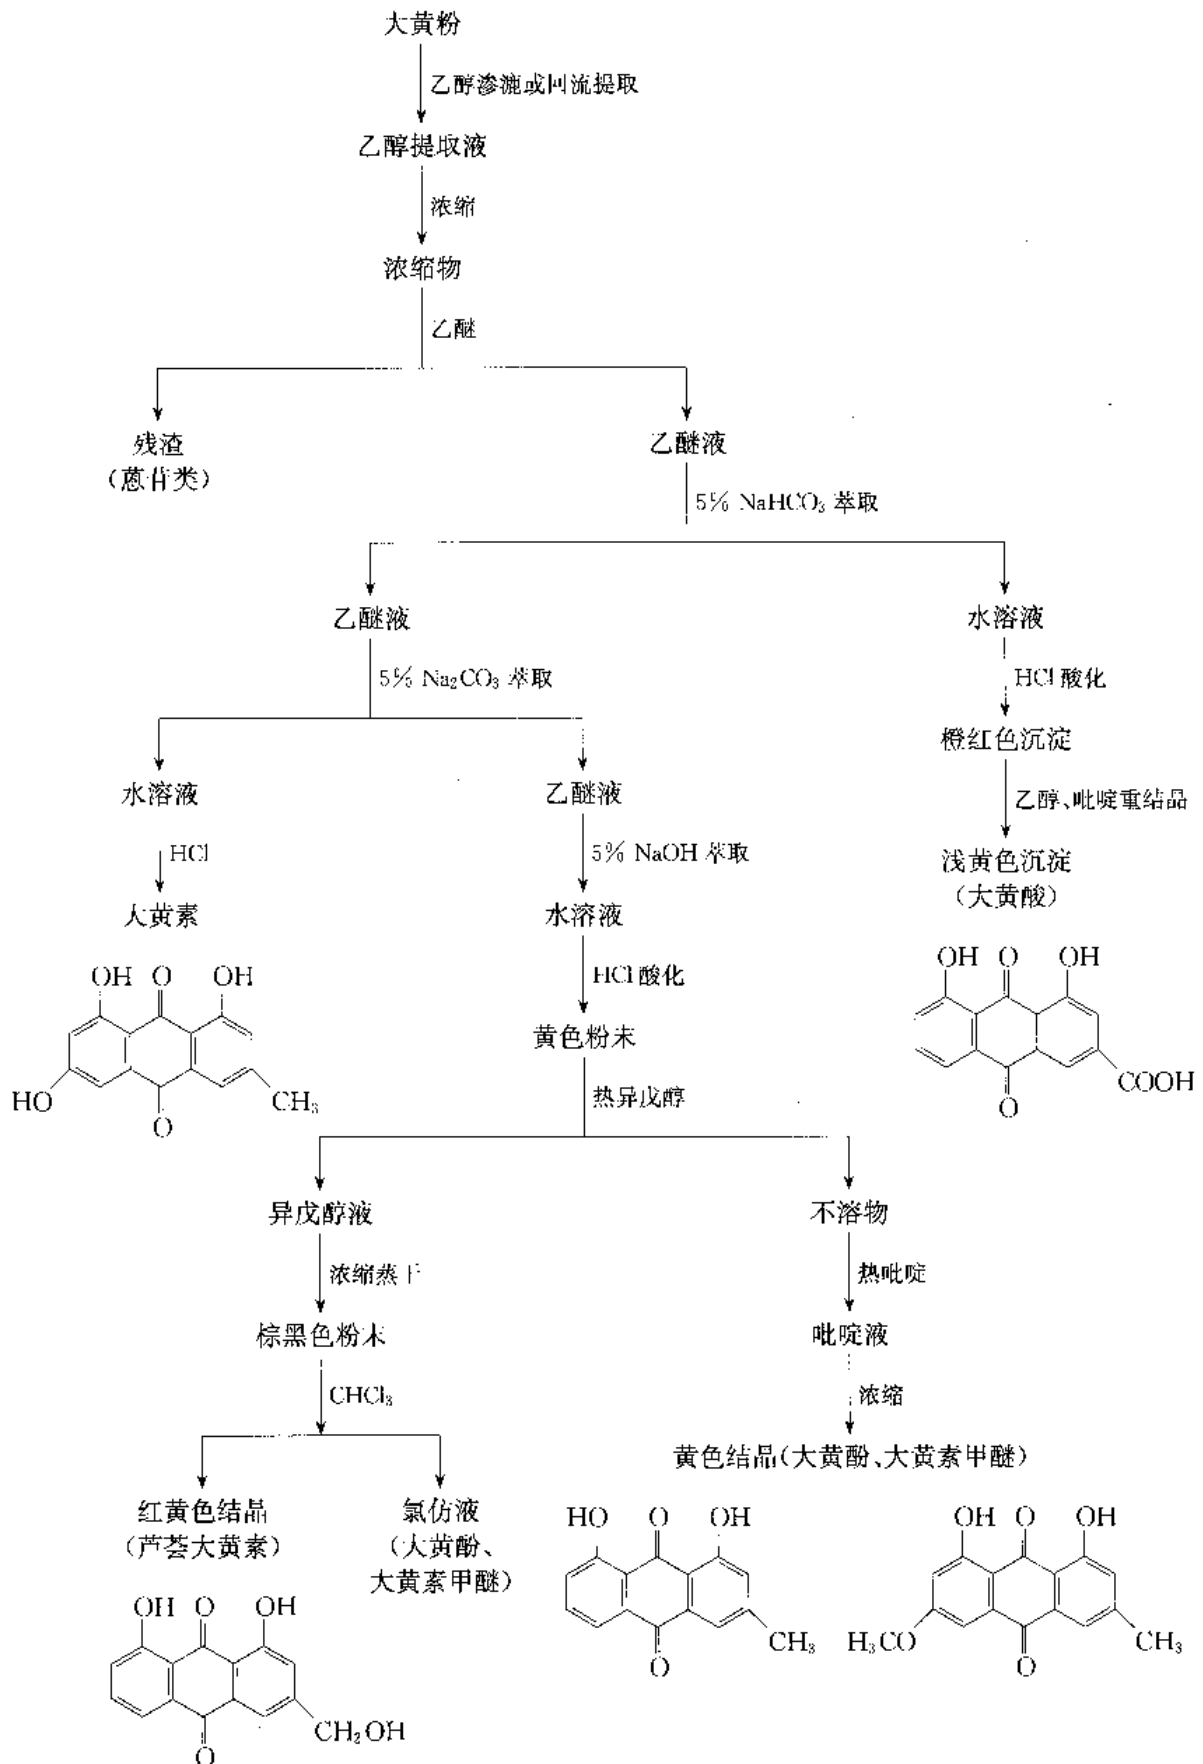 大黄粉
乙醇渗漉或回流提取
乙醇提取液
浓缩
浓缩物
乙醚
残渣
(蒽苷类)
乙醚液
5% NaHCO₃ 萃取
乙醚液
水溶液
5% Na₂CO₃ 萃取
HCl 酸化
橙红色沉淀
水溶液
乙醚液
乙醇、吡啶重结晶
HCl
5% NaOH 萃取
浅黄色沉淀
(大黄酸)
大黄素
水溶液
OH O OH
HO
CH₃
O
OH O OH
COOH
O
HCl 酸化
黄色粉末
热异戊醇
异戊醇液
不溶物
浓缩蒸干
热吡啶
棕黑色粉末
吡啶液
CHCl₃
浓缩
黄色结晶(大黄酚、大黄素甲醚)
红黄色结晶
(芦荟大黄素)
氯仿液
(大黄酚、
大黄素甲醚)
HO O OH
CH₃
O
OH O OH
H₃CO
CH₃
O
OH O OH
CH₂OH
O